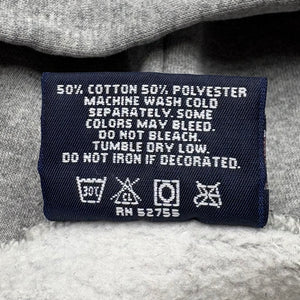 50% COTTON 50% POLYESTER
MACHINE WASH COLD
SEPARATELY. SOME
COLORS MAY BLEED.
DO NOT BLEACH.
TUMBLE DRY LOW.
DO NOT IRON IF DECORATED.
30°C CL
RN 52755